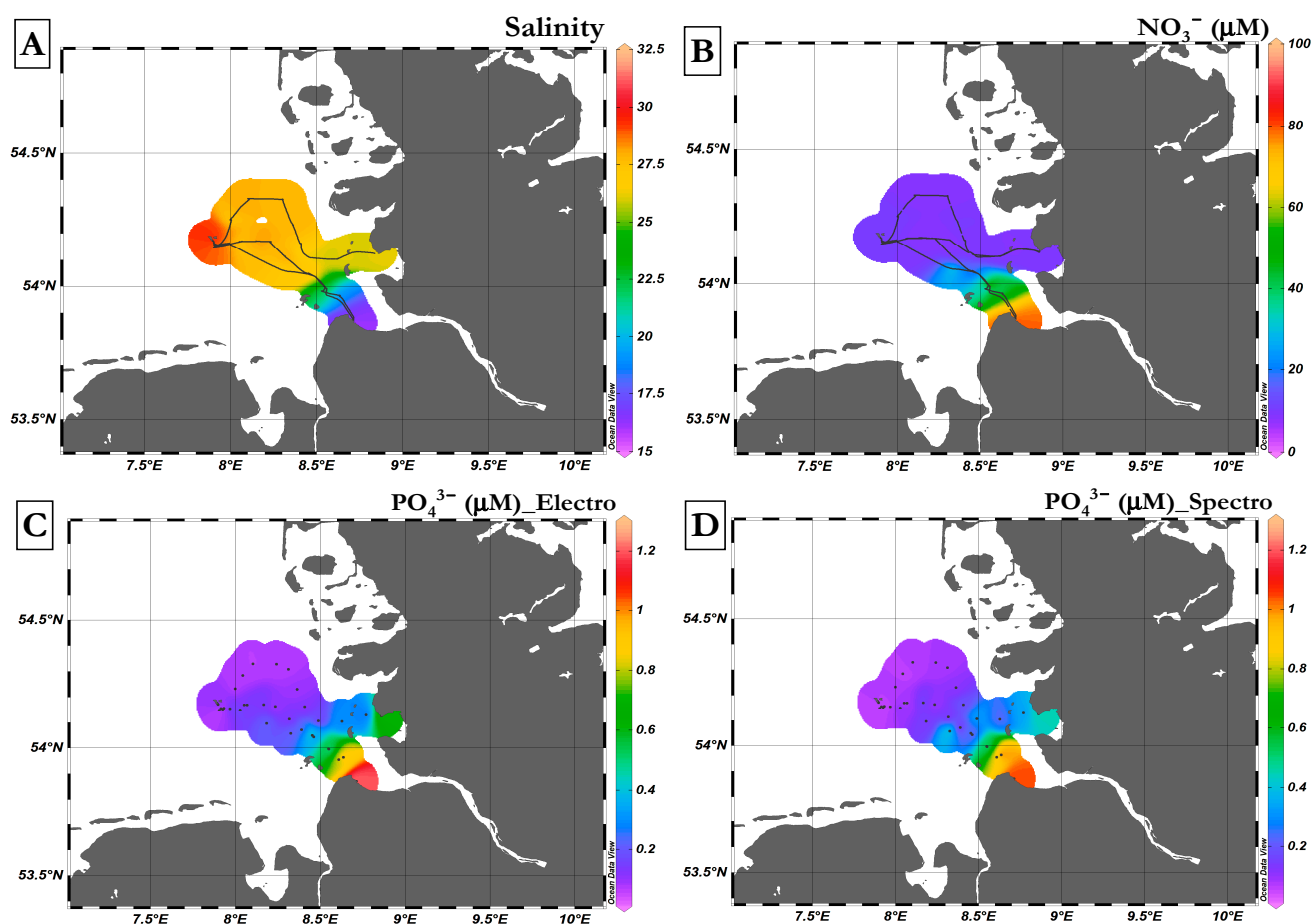 A
Salinity
32.5
30
27.5
25
22.5
20
17.5
15
54.5°N
54°N
53.5°N
7.5°E 8°E 8.5°E 9°E 9.5°E 10°E
Ocean Data View
B
NO₃⁻ (μM)
100
80
60
40
20
0
54.5°N
54°N
53.5°N
7.5°E 8°E 8.5°E 9°E 9.5°E 10°E
Ocean Data View
C
PO₄³⁻ (μM)_Electro
1.2
1
0.8
0.6
0.4
0.2
54.5°N
54°N
53.5°N
7.5°E 8°E 8.5°E 9°E 9.5°E 10°E
Ocean Data View
D
PO₄³⁻ (μM)_Spectro
1.2
1
0.8
0.6
0.4
0.2
54.5°N
54°N
53.5°N
7.5°E 8°E 8.5°E 9°E 9.5°E 10°E
Ocean Data View